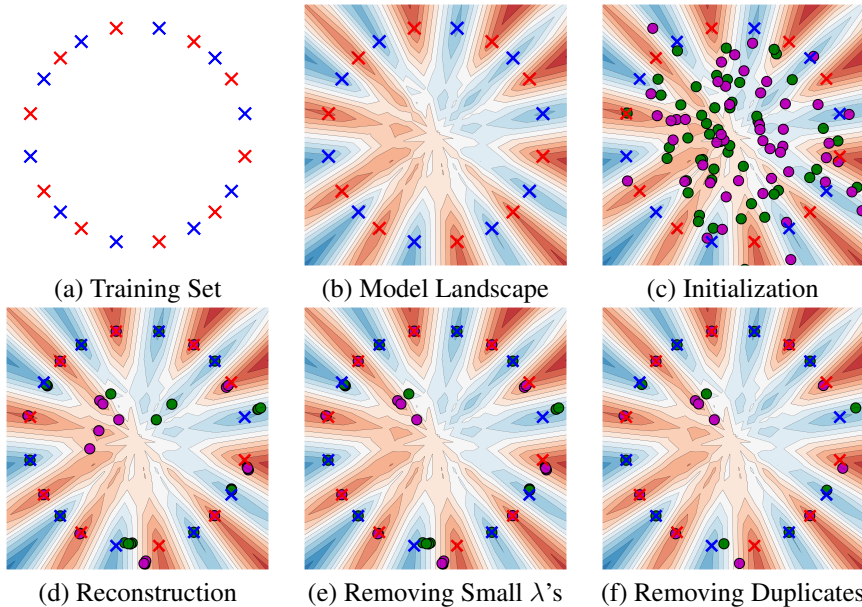 (a) Training Set
(b) Model Landscape
(c) Initialization
(d) Reconstruction
(e) Removing Small λ's
(f) Removing Duplicates